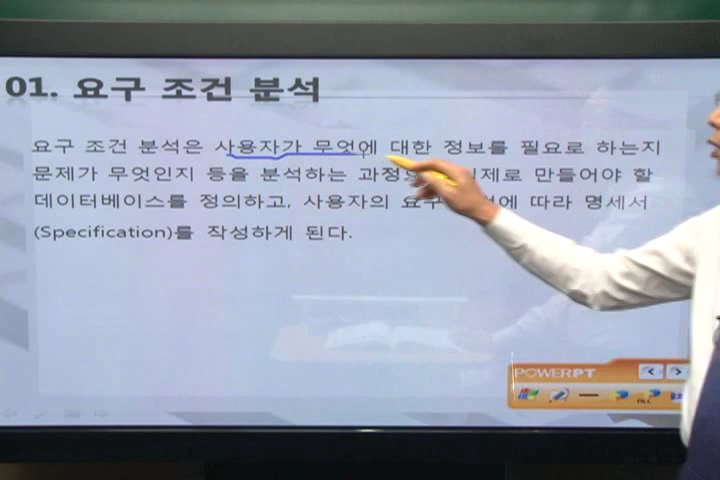 01. 요구 조건 분석
요구 조건 분석은 사용자가 무엇에 대한 정보를 필요로 하는지
문제가 무엇인지 등을 분석하는 과정 제로 만들어야 할
데이터베이스를 정의하고, 사용자의 요구 에 따라 명세서
(Specification)를 작성하게 된다.
POWERPT
ALL